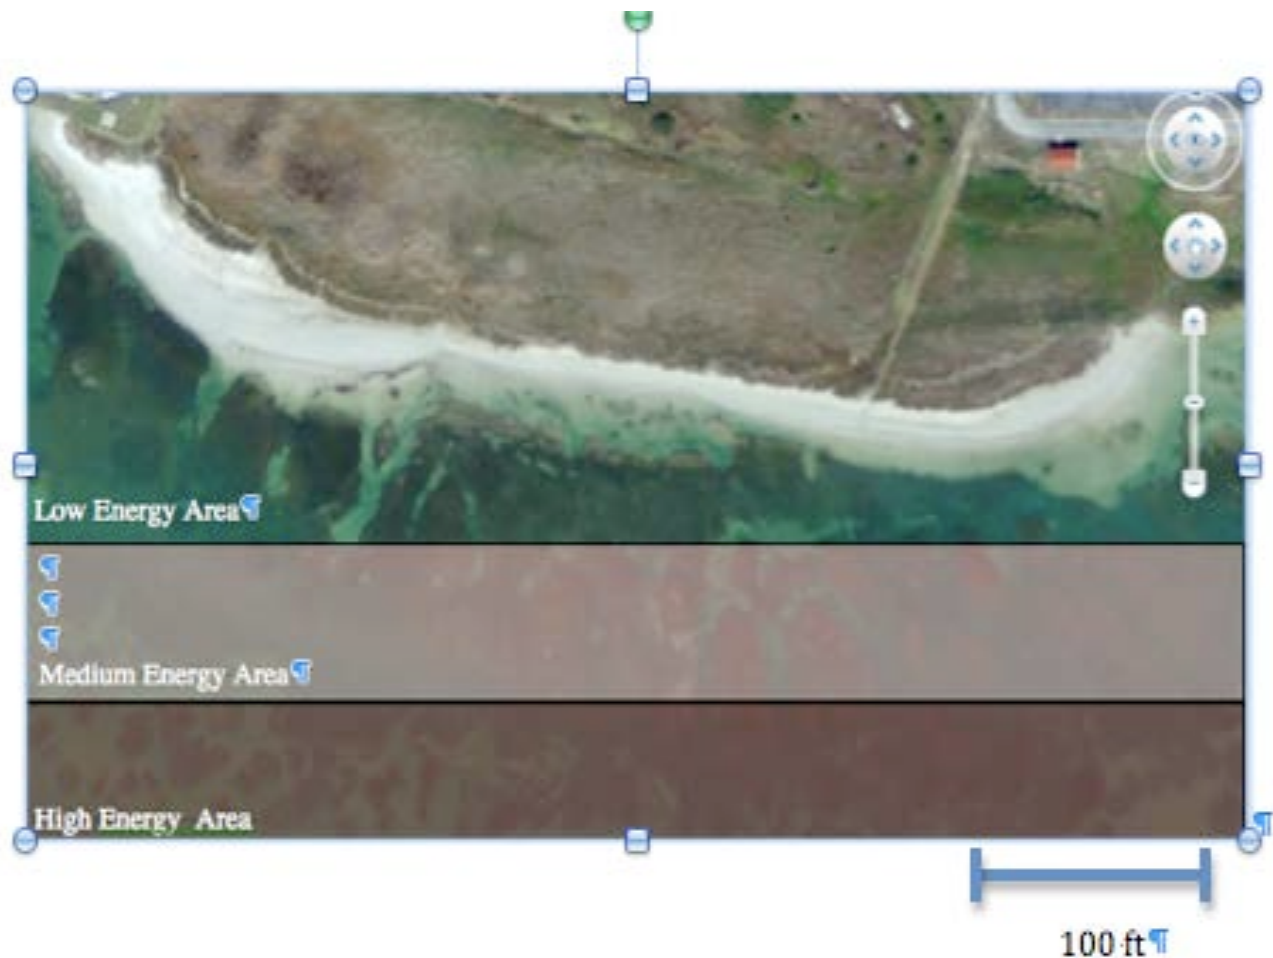 Low Energy Area¶
¶
¶
¶
Medium Energy Area¶
High Energy  Area
¶
100·ft¶